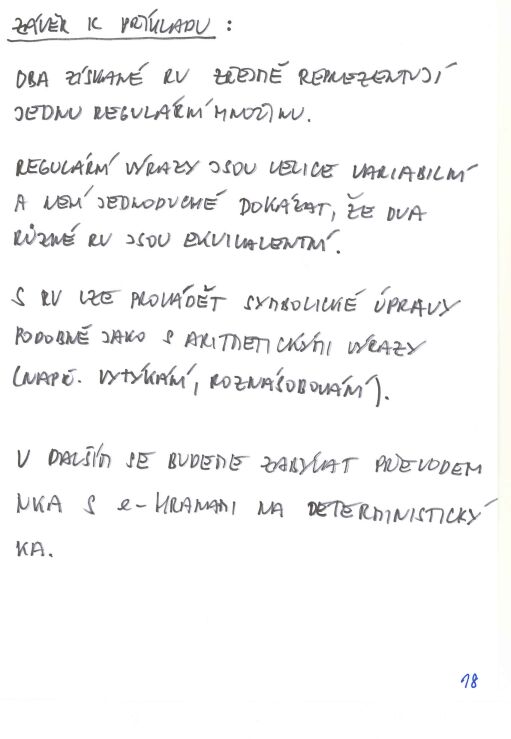 ZÁVĚR K PŘÍKLADU :
OBA ZÍSKANÉ RV ZŘEJMĚ REPREZENTUJÍ
JEDNU REGULÁRNÍ MNOŽINU.
REGULÁRNÍ VÝRAZY JSOU VELICE VARIABILNÍ
A NENÍ JEDNODUCHÉ DOKÁZAT, ŽE DVA
RŮZNÉ RV JSOU EKVIVALENTNÍ.
S RV LZE PROVÁDĚT SYMBOLICKÉ ÚPRAVY
PODOBNĚ JAKO S ARITMETICKÝMI VÝRAZY
(NAPŘ. VYTÝKÁNÍ, ROZNÁSOBOVÁNÍ).
V DALŠÍM SE BUDEME ZABÝVAT PŘEVODEM
NKA S e-HRANAMI NA DETERMINISTICKÝ
KA.
18